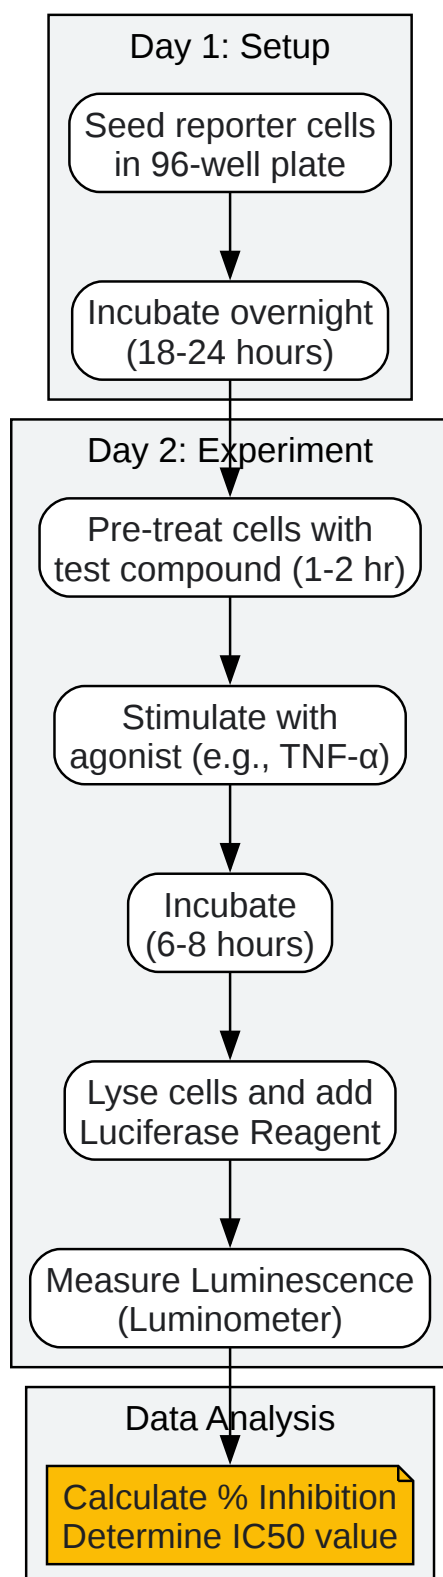 Day 1: Setup
Seed reporter cells
in 96-well plate
Incubate overnight
(18-24 hours)
Day 2: Experiment
Pre-treat cells with
test compound (1-2 hr)
Stimulate with
agonist (e.g., TNF-α)
Incubate
(6-8 hours)
Lyse cells and add
Luciferase Reagent
Measure Luminescence
(Luminometer)
Data Analysis
Calculate % Inhibition
Determine IC50 value